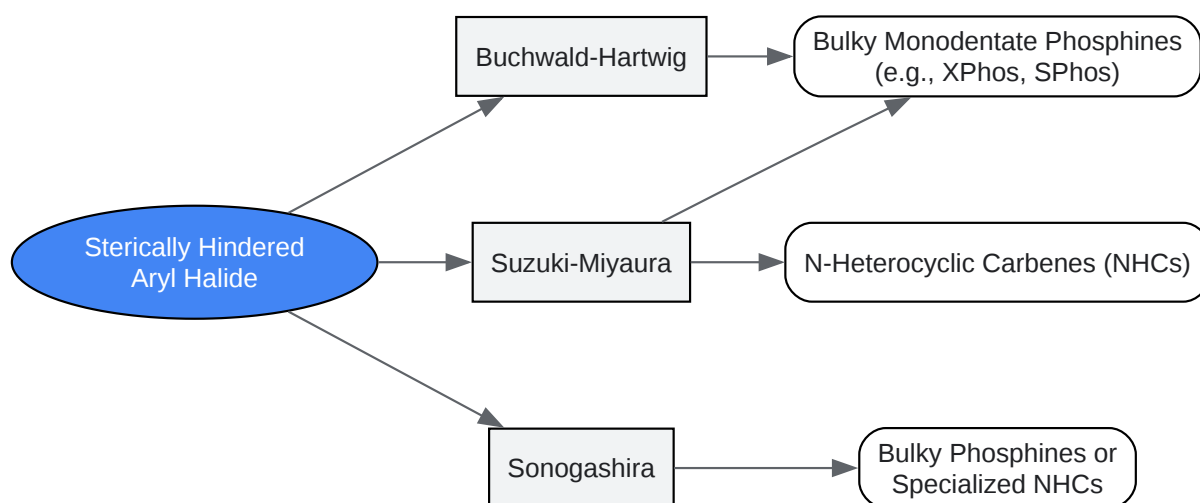 Buchwald-Hartwig
Bulky Monodentate Phosphines
(e.g., XPhos, SPhos)
Sterically Hindered
Aryl Halide
Suzuki-Miyaura
N-Heterocyclic Carbenes (NHCs)
Sonogashira
Bulky Phosphines or
Specialized NHCs